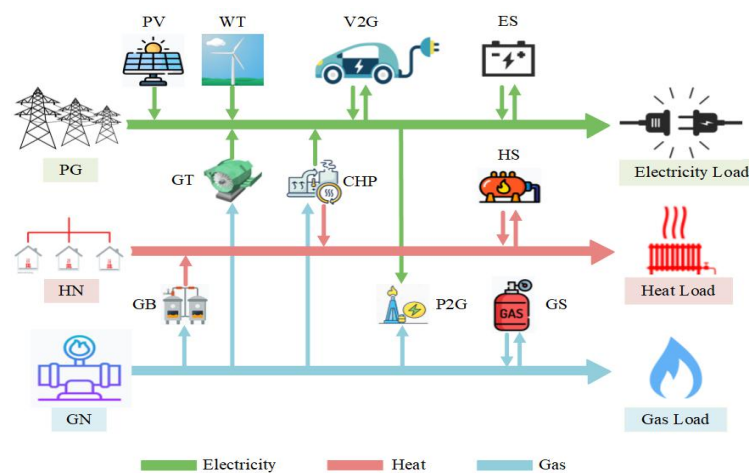 PV WT V2G ES
PG
GT CHP HS
Electricity Load
HN
GB P2G GS
Heat Load
GAS
GN
Gas Load
Electricity Heat Gas